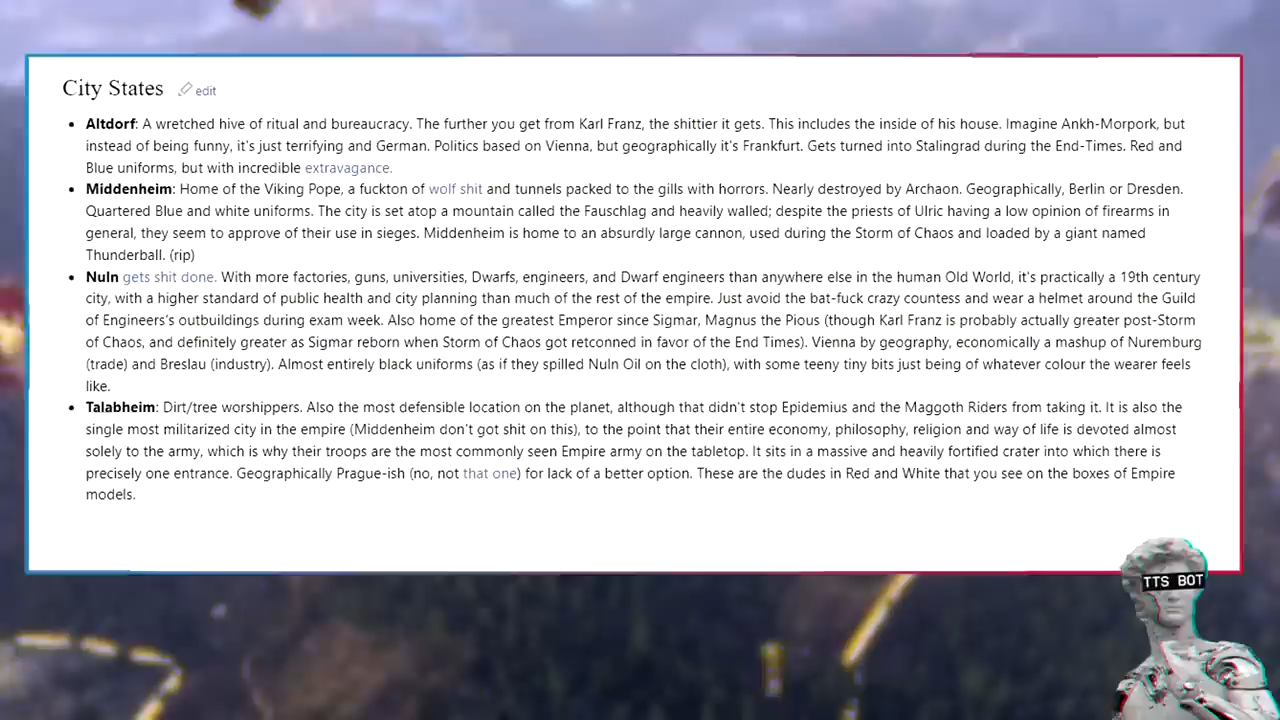 City States edit
Altdorf: A wretched hive of ritual and bureaucracy. The further you get from Karl Franz, the shittier it gets. This includes the inside of his house. Imagine Ankh-Morpork, but
instead of being funny, it's just terrifying and German. Politics based on Vienna, but geographically it's Frankfurt. Gets turned into Stalingrad during the End-Times. Red and
Blue uniforms, but with incredible extravagance.
Middenheim: Home of the Viking Pope, a fuckton of wolf shit and tunnels packed to the gills with horrors. Nearly destroyed by Archaon. Geographically, Berlin or Dresden.
Quartered Blue and white uniforms. The city is set atop a mountain called the Fauschlag and heavily walled; despite the priests of Ulric having a low opinion of firearms in
general, they seem to approve of their use in sieges. Middenheim is home to an absurdly large cannon, used during the Storm of Chaos and loaded by a giant named
Thunderball. (rip)
Nuln gets shit done. With more factories, guns, universities, Dwarfs, engineers, and Dwarf engineers than anywhere else in the human Old World, it's practically a 19th century
city, with a higher standard of public health and city planning than much of the rest of the empire. Just avoid the bat-fuck crazy countess and wear a helmet around the Guild
of Engineers's outbuildings during exam week. Also home of the greatest Emperor since Sigmar, Magnus the Pious (though Karl Franz is probably actually greater post-Storm
of Chaos, and definitely greater as Sigmar reborn when Storm of Chaos got retconned in favor of the End Times). Vienna by geography, economically a mashup of Nuremburg
(trade) and Breslau (industry). Almost entirely black uniforms (as if they spilled Nuln Oil on the cloth), with some teeny tiny bits just being of whatever colour the wearer feels
like.
Talabheim: Dirt/tree worshippers. Also the most defensible location on the planet, although that didn't stop Epidemius and the Maggoth Riders from taking it. It is also the
single most militarized city in the empire (Middenheim don't got shit on this), to the point that their entire economy, philosophy, religion and way of life is devoted almost
solely to the army, which is why their troops are the most commonly seen Empire army on the tabletop. It sits in a massive and heavily fortified crater into which there is
precisely one entrance. Geographically Prague-ish (no, not that one) for lack of a better option. These are the dudes in Red and White that you see on the boxes of Empire
models.
TTS BOT